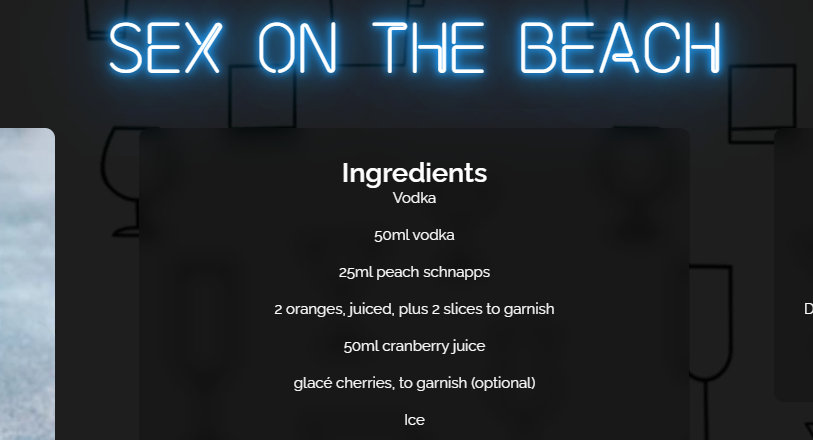 SEX ON THE BEACH
Ingredients
Vodka
50ml vodka
25ml peach schnapps
2 oranges, juiced, plus 2 slices to garnish
50ml cranberry juice
glacé cherries, to garnish (optional)
Ice